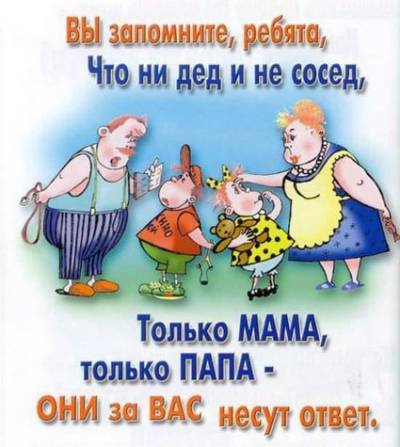 ВЫ запомните, ребята,
Что ни дед и не сосед,
Только МАМА,
только ПАПА -
ОНИ за ВАС несут ответ.